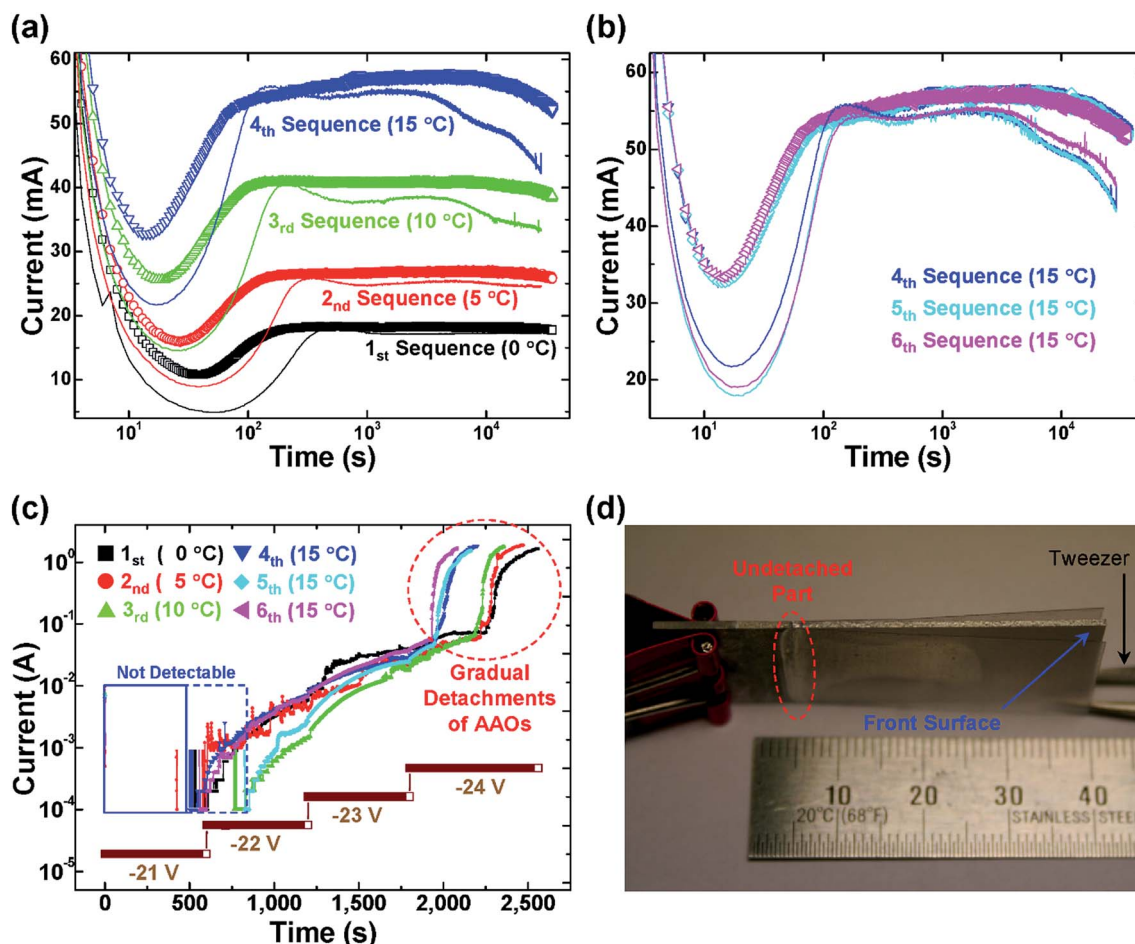 (a)
60
50
40
30
20
10
Current (mA)
4th Sequence (15 °C)
3rd Sequence (10 °C)
2nd Sequence (5 °C)
1st Sequence (0 °C)
10¹ 10² 10³ 10⁴
Time (s)
(b)
60
50
40
30
20
Current (mA)
4th Sequence (15 °C)
5th Sequence (15 °C)
6th Sequence (15 °C)
10¹ 10² 10³ 10⁴
Time (s)
(c)
10⁰
10⁻¹
10⁻²
10⁻³
10⁻⁴
10⁻⁵
Current (A)
1st ( 0 °C) 4th (15 °C)
2nd ( 5 °C) 5th (15 °C)
3rd (10 °C) 6th (15 °C)
Not Detectable
Gradual
Detachments
of AAOs
-24 V
-23 V
-22 V
-21 V
0 500 1,000 1,500 2,000 2,500
Time (s)
(d)
Undetached
Part
Tweezer
Front Surface
10 20 30 40
20°C (68°F) STAINLESS STEE